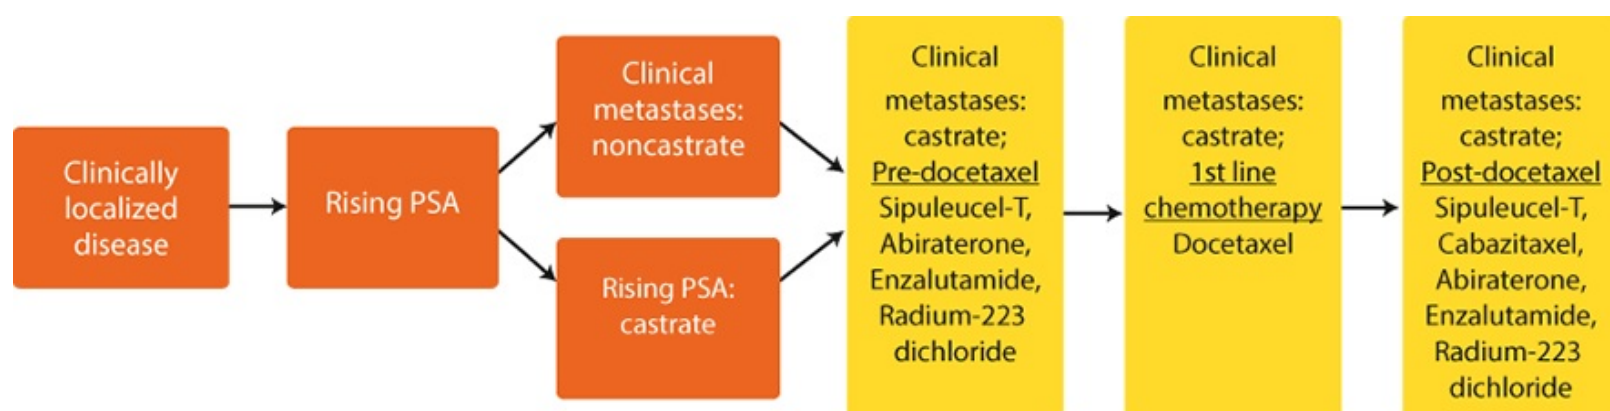 Clinically
localized
disease
Rising PSA
Clinical
metastases:
noncastrate
Rising PSA:
castrate
Clinical
metastases:
castrate;
Pre-docetaxel
Sipuleucel-T,
Abiraterone,
Enzalutamide,
Radium-223
dichloride
Clinical
metastases:
castrate;
1st line
chemotherapy
Docetaxel
Clinical
metastases:
castrate;
Post-docetaxel
Sipuleucel-T,
Cabazitaxel,
Abiraterone,
Enzalutamide,
Radium-223
dichloride